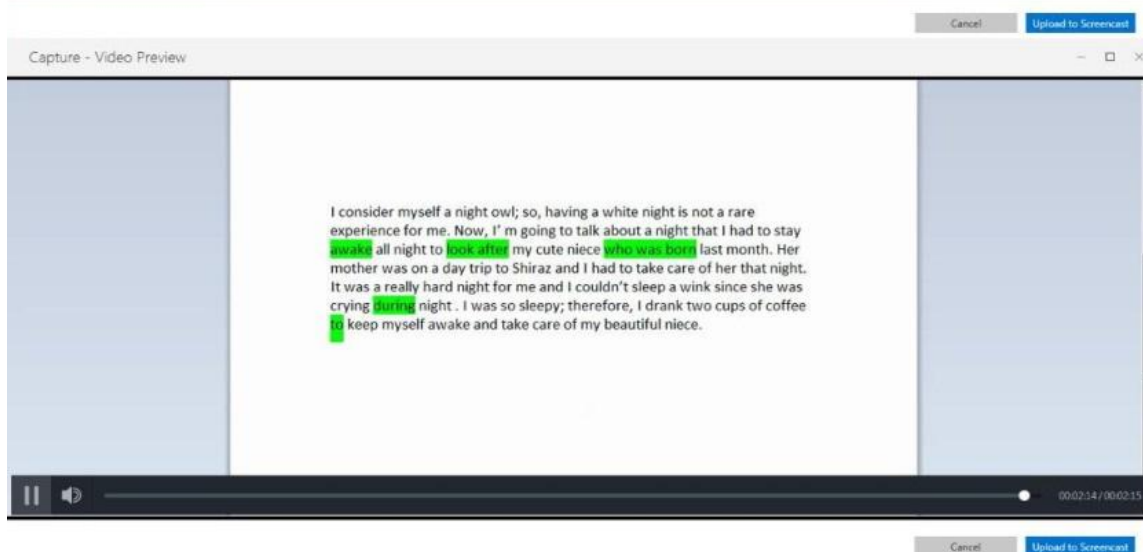 Cancel Upload to Screencast
Capture - Video Preview
I consider myself a night owl; so, having a white night is not a rare
experience for me. Now, I' m going to talk about a night that I had to stay
awake all night to look after my cute niece who was born last month. Her
mother was on a day trip to Shiraz and I had to take care of her that night.
It was a really hard night for me and I couldn't sleep a wink since she was
crying during night . I was so sleepy; therefore, I drank two cups of coffee
to keep myself awake and take care of my beautiful niece.
00:02:14/00:02:15
Cancel Upload to Screencast